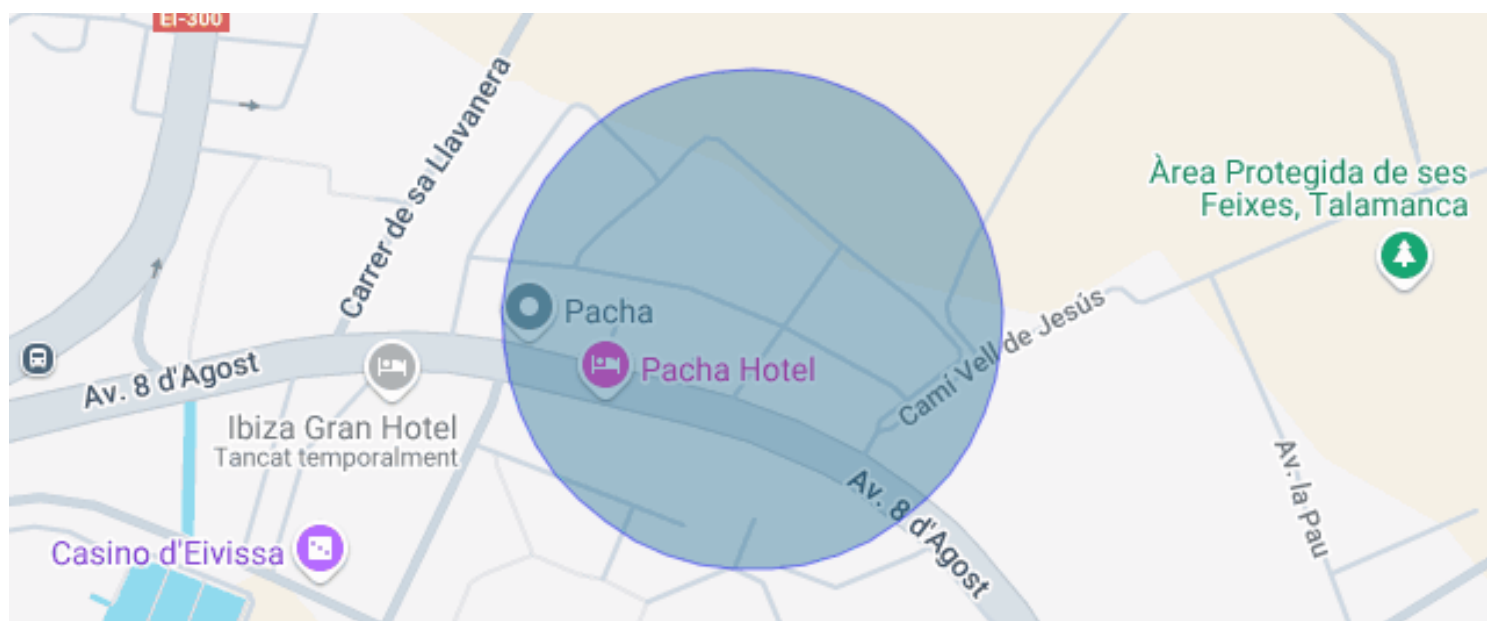 EI-300
Carrer de sa Llavanera
Àrea Protegida de ses
Feixes, Talamanca
Pacha
Camí Vell de Jesús
Av. 8 d'Agost
Pacha Hotel
Ibiza Gran Hotel
Tancat temporalment
Av. la Pau
Av. 8 d'Agost
Casino d'Eivissa